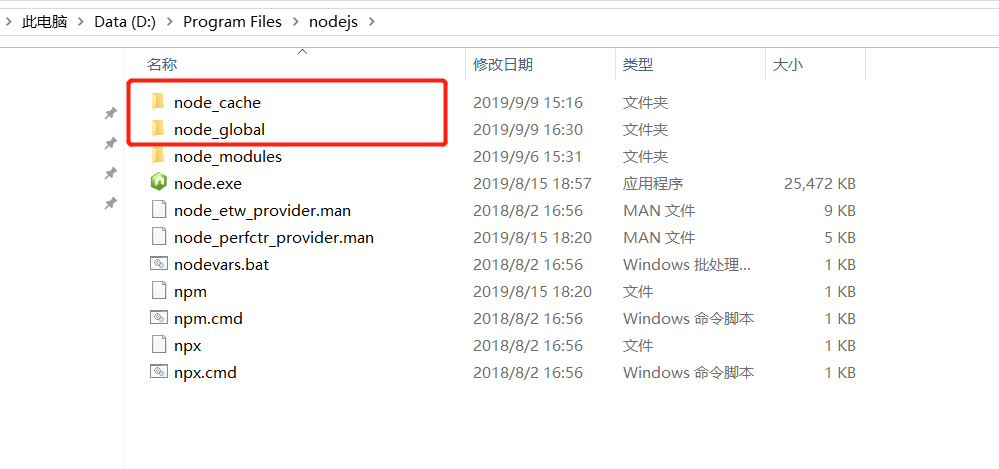 此电脑 > Data (D:) > Program Files > nodejs >
名称 修改日期 类型 大小
node_cache 2019/9/9 15:16 文件夹
node_global 2019/9/9 16:30 文件夹
node_modules 2019/9/6 15:31 文件夹
node.exe 2019/8/15 18:57 应用程序 25,472 KB
node_etw_provider.man 2018/8/2 16:56 MAN 文件 9 KB
node_perfctr_provider.man 2019/8/15 18:20 MAN 文件 5 KB
nodevars.bat 2018/8/2 16:56 Windows 批处理... 1 KB
npm 2019/8/15 18:20 文件 1 KB
npm.cmd 2018/8/2 16:56 Windows 命令脚本 1 KB
npx 2018/8/2 16:56 文件 1 KB
npx.cmd 2018/8/2 16:56 Windows 命令脚本 1 KB